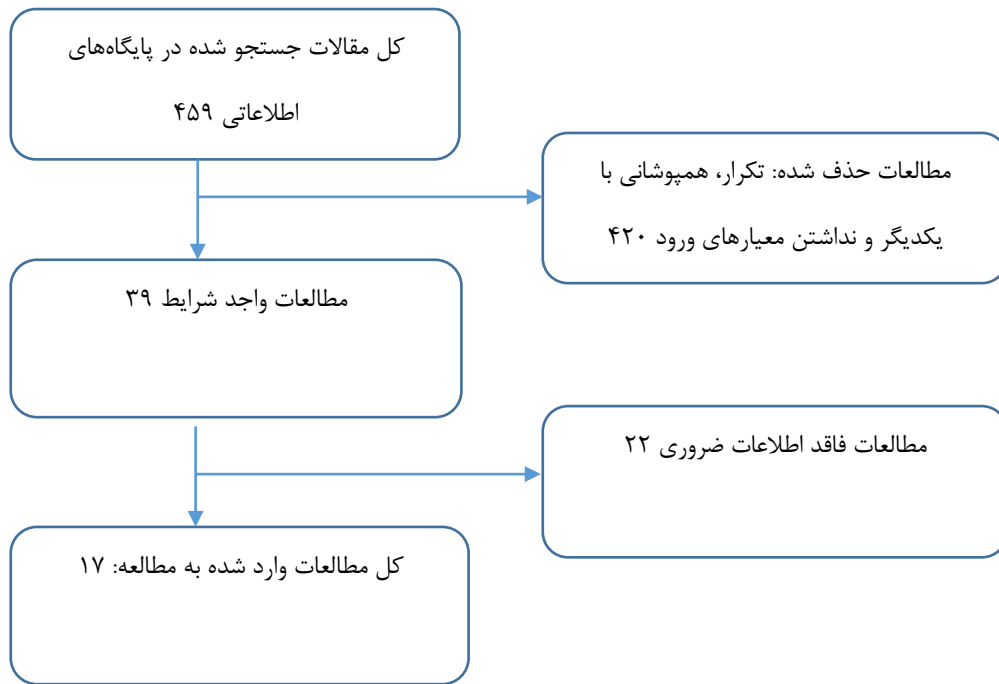 کل مقالات جستجو شده در پایگاه‌های
اطلاعاتی ۴۵۹
مطالعات حذف شده: تکرار، همپوشانی با
یکدیگر و نداشتن معیارهای ورود ۴۲۰
مطالعات واجد شرایط ۳۹
مطالعات فاقد اطلاعات ضروری ۲۲
کل مطالعات وارد شده به مطالعه: ۱۷